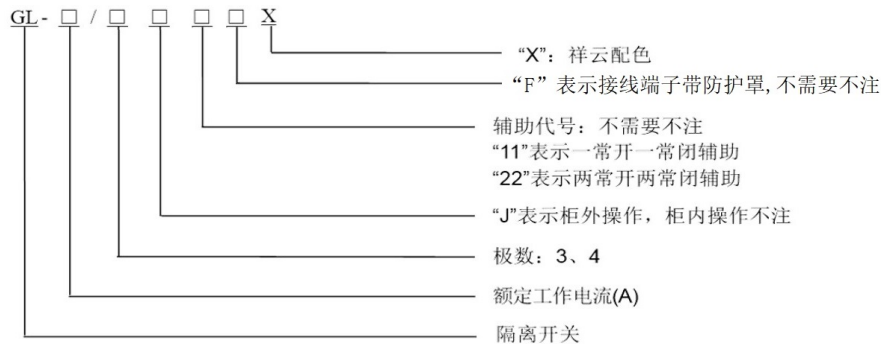 GL-□/□ □ □ □ X
“X”：祥云配色
“F”表示接线端子带防护罩,不需要不注
辅助代号：不需要不注
“11”表示一常开一常闭辅助
“22”表示两常开两常闭辅助
“J”表示柜外操作，柜内操作不注
极数：3、4
额定工作电流(A)
隔离开关